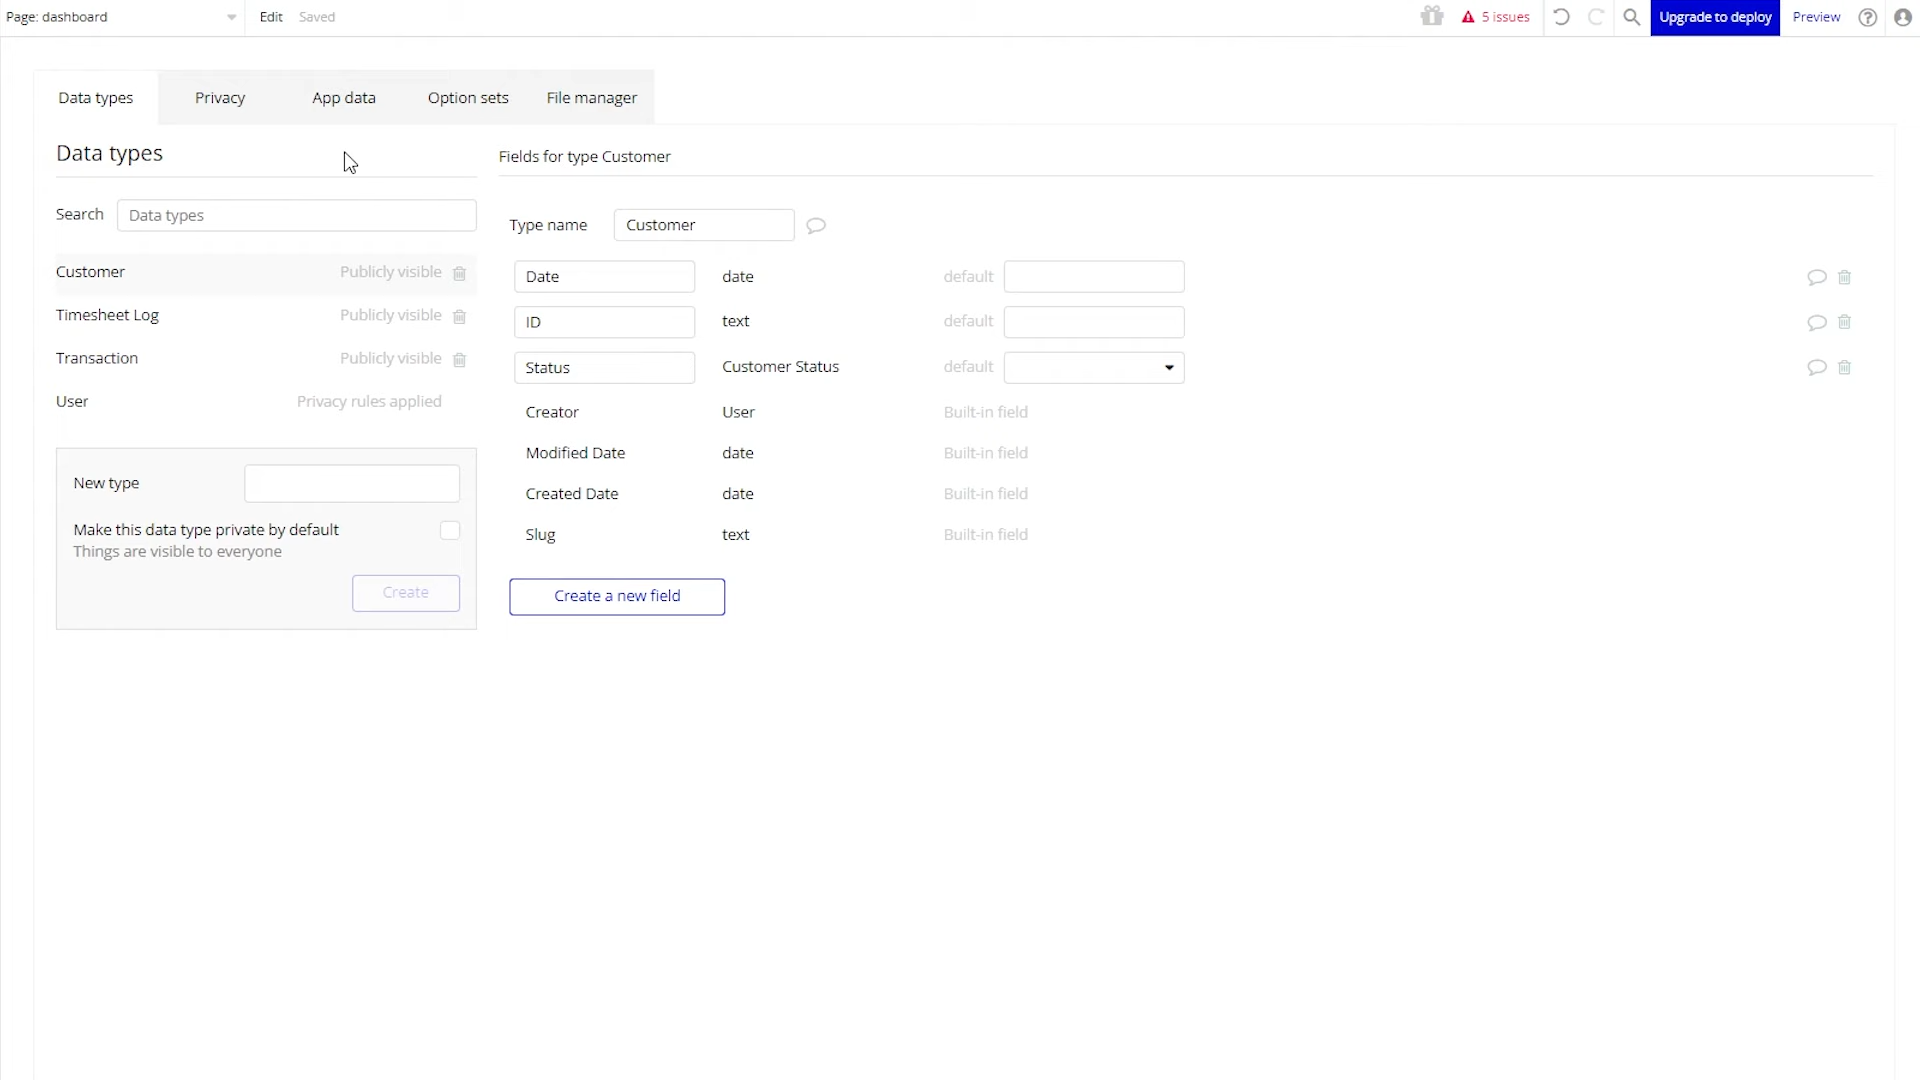 Page: dashboard Edit Saved 5 issues Upgrade to deploy Preview
Data types Privacy App data Option sets File manager
Data types
Fields for type Customer
Search Data types
Type name Customer
Customer Publicly visible
Date date default
Timesheet Log Publicly visible
ID text default
Transaction Publicly visible
Status Customer Status default
User Privacy rules applied
Creator User Built-in field
Modified Date date Built-in field
New type
Created Date date Built-in field
Make this data type private by default
Things are visible to everyone
Slug text Built-in field
Create
Create a new field